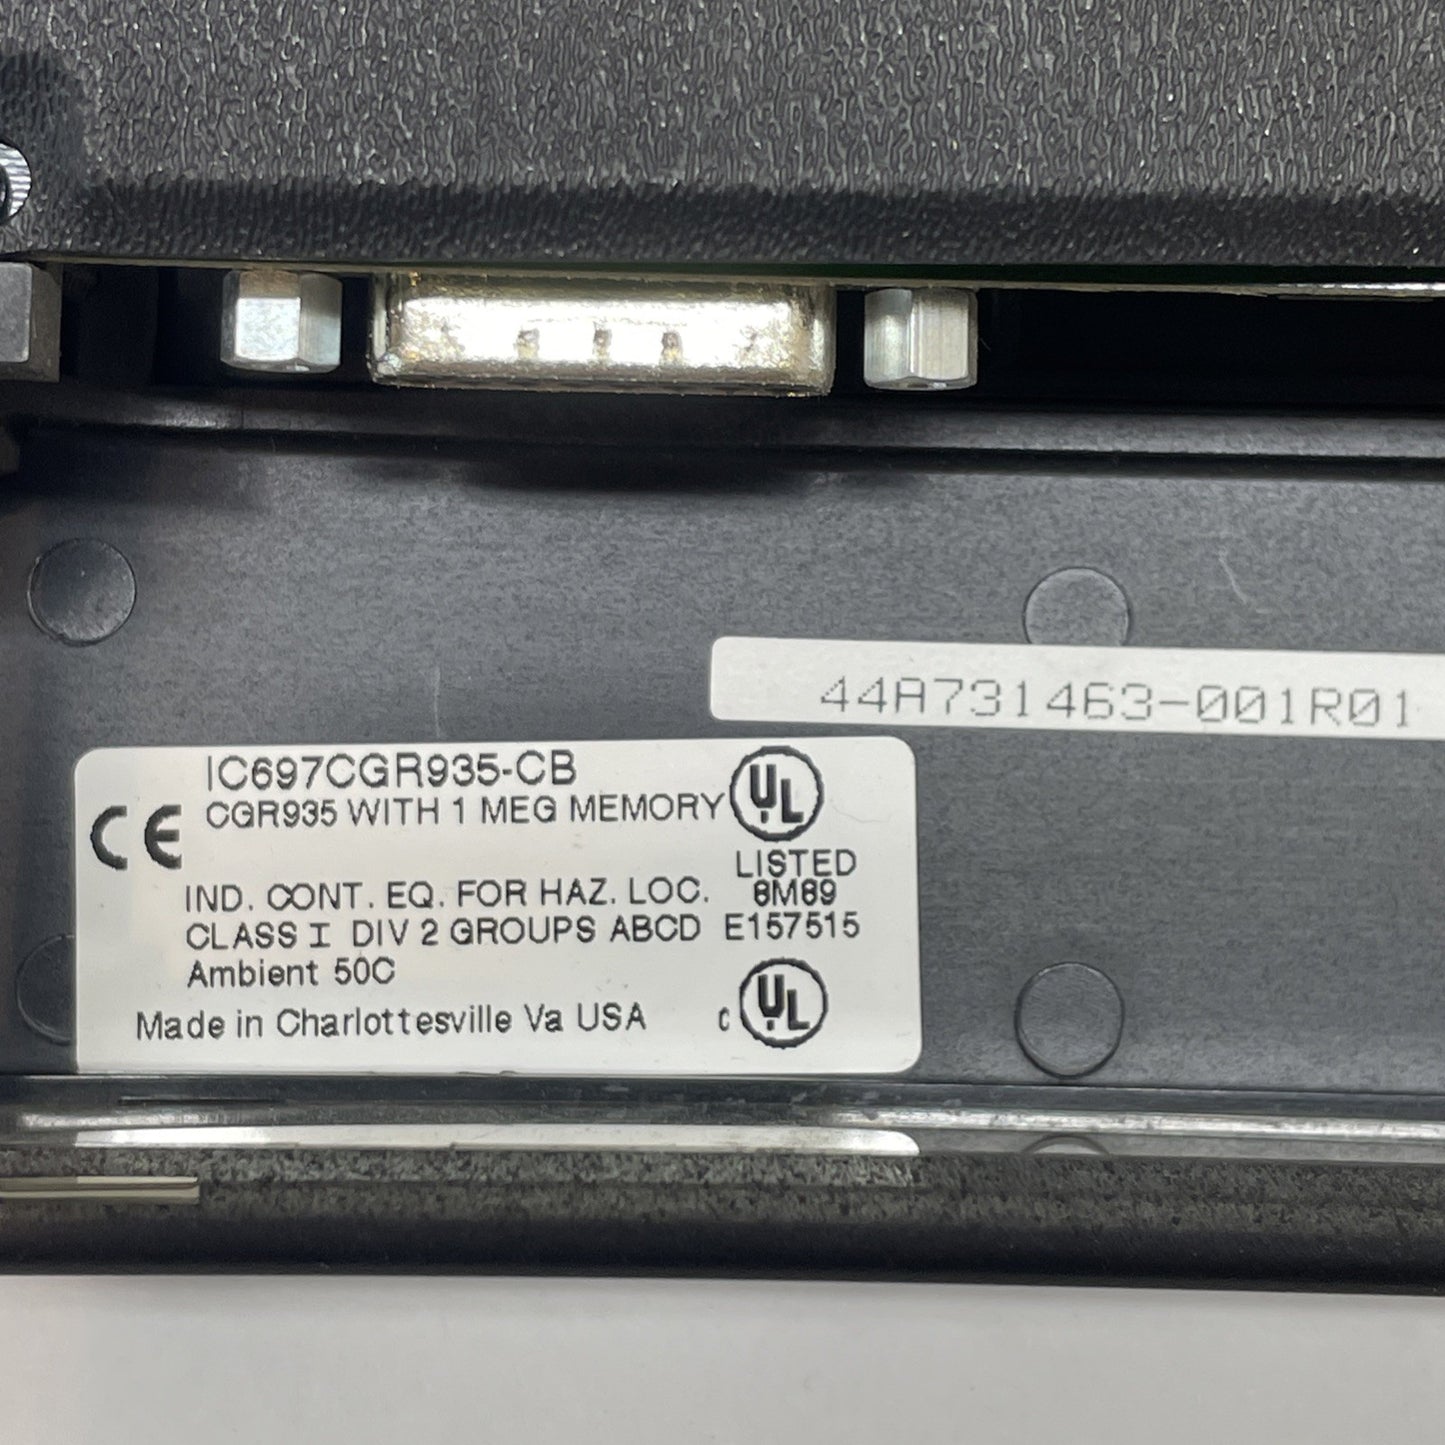 44A731463-001R01
IC697CGR935-CB
CGR935 WITH 1 MEG MEMORY
CE
UL
LISTED
IND. CONT. EQ. FOR HAZ. LOC. 8M89
CLASS I DIV 2 GROUPS ABCD E157515
Ambient 50C
Made in Charlottesville Va USA
c UL